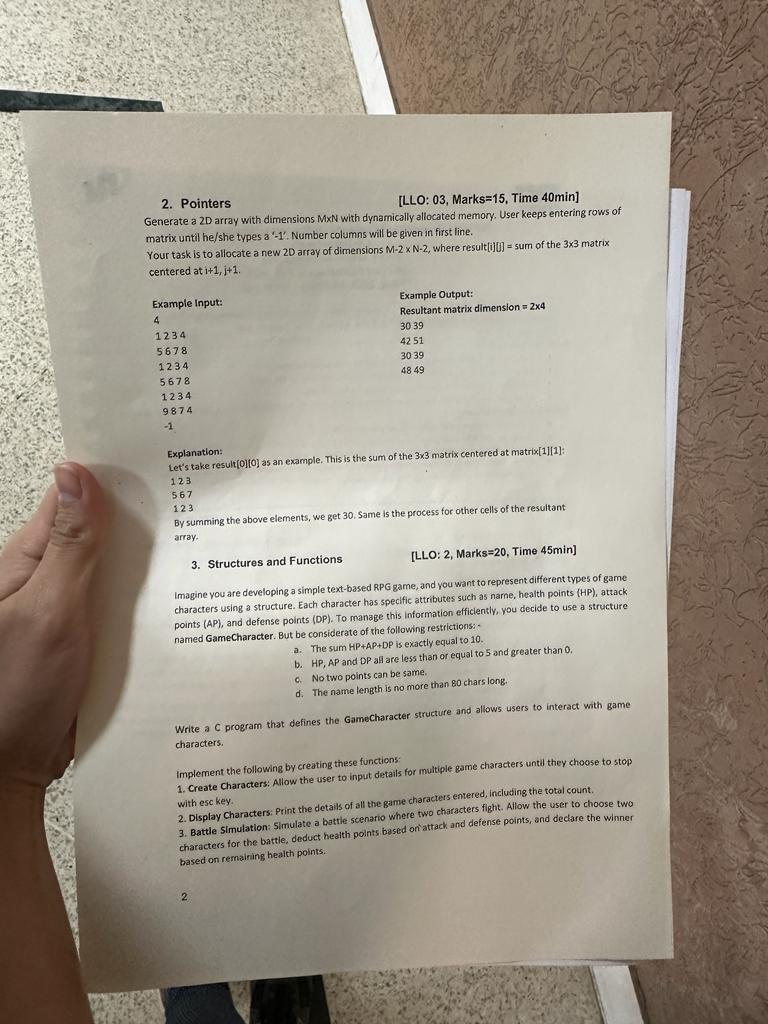 2. Pointers [LLO: 03, Marks=15, Time 40min]
Generate a 2D array with dimensions MxN with dynamically allocated memory. User keeps entering rows of
matrix until he/she types a '-1'. Number columns will be given in first line.
Your task is to allocate a new 2D array of dimensions M-2 x N-2, where result[i][j] = sum of the 3x3 matrix
centered at i+1, j+1.
Example Input:
4
1 2 3 4
5 6 7 8
1 2 3 4
5 6 7 8
1 2 3 4
9 8 7 4
-1
Example Output:
Resultant matrix dimension = 2x4
30 39
42 51
30 39
48 49
Explanation:
Let's take result[0][0] as an example. This is the sum of the 3x3 matrix centered at matrix[1][1]:
1 2 3
5 6 7
1 2 3
By summing the above elements, we get 30. Same is the process for other cells of the resultant
array.
3. Structures and Functions [LLO: 2, Marks=20, Time 45min]
Imagine you are developing a simple text-based RPG game, and you want to represent different types of game
characters using a structure. Each character has specific attributes such as name, health points (HP), attack
points (AP), and defense points (DP). To manage this information efficiently, you decide to use a structure
named GameCharacter. But be considerate of the following restrictions: -
a. The sum HP+AP+DP is exactly equal to 10.
b. HP, AP and DP all are less than or equal to 5 and greater than 0.
c. No two points can be same.
d. The name length is no more than 80 chars long.
Write a C program that defines the GameCharacter structure and allows users to interact with game
characters.
Implement the following by creating these functions:
1. Create Characters: Allow the user to input details for multiple game characters until they choose to stop
with esc key.
2. Display Characters: Print the details of all the game characters entered, including the total count.
3. Battle Simulation: Simulate a battle scenario where two characters fight. Allow the user to choose two
characters for the battle, deduct health points based on attack and defense points, and declare the winner
based on remaining health points.
2